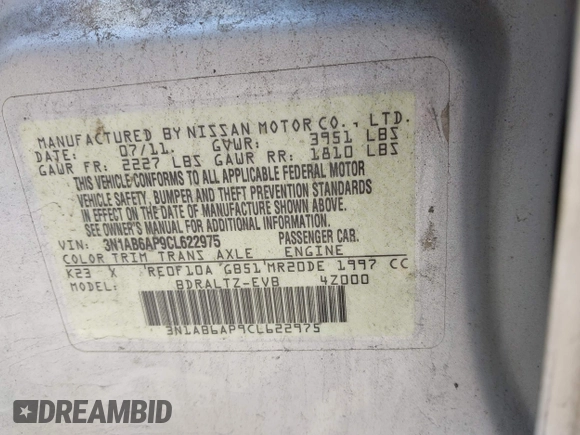 MANUFACTURED BY NISSAN MOTOR CO., LTD.
DATE: 07/11. GVWR: 3951 LBS
GAWR FR: 2227 LBS GAWR RR: 1810 LBS
THIS VEHICLE CONFORMS TO ALL APPLICABLE FEDERAL MOTOR
VEHICLE SAFETY, BUMPER AND THEFT PREVENTION STANDARDS
IN EFFECT ON THE DATE OF MANUFACTURE SHOWN ABOVE.
SEE OWNER'S MANUAL FOR ADDITIONAL INFORMATION.
VIN: 3N1AB6AP9CL622975 PASSENGER CAR.
COLOR TRIM TRANS AXLE ENGINE
K23 X RE0F10A GB51 MR20DE 1997 CC
MODEL: BDRALTZ-EVB 4Z000
3N1AB6AP9CL622975
DREAMBID